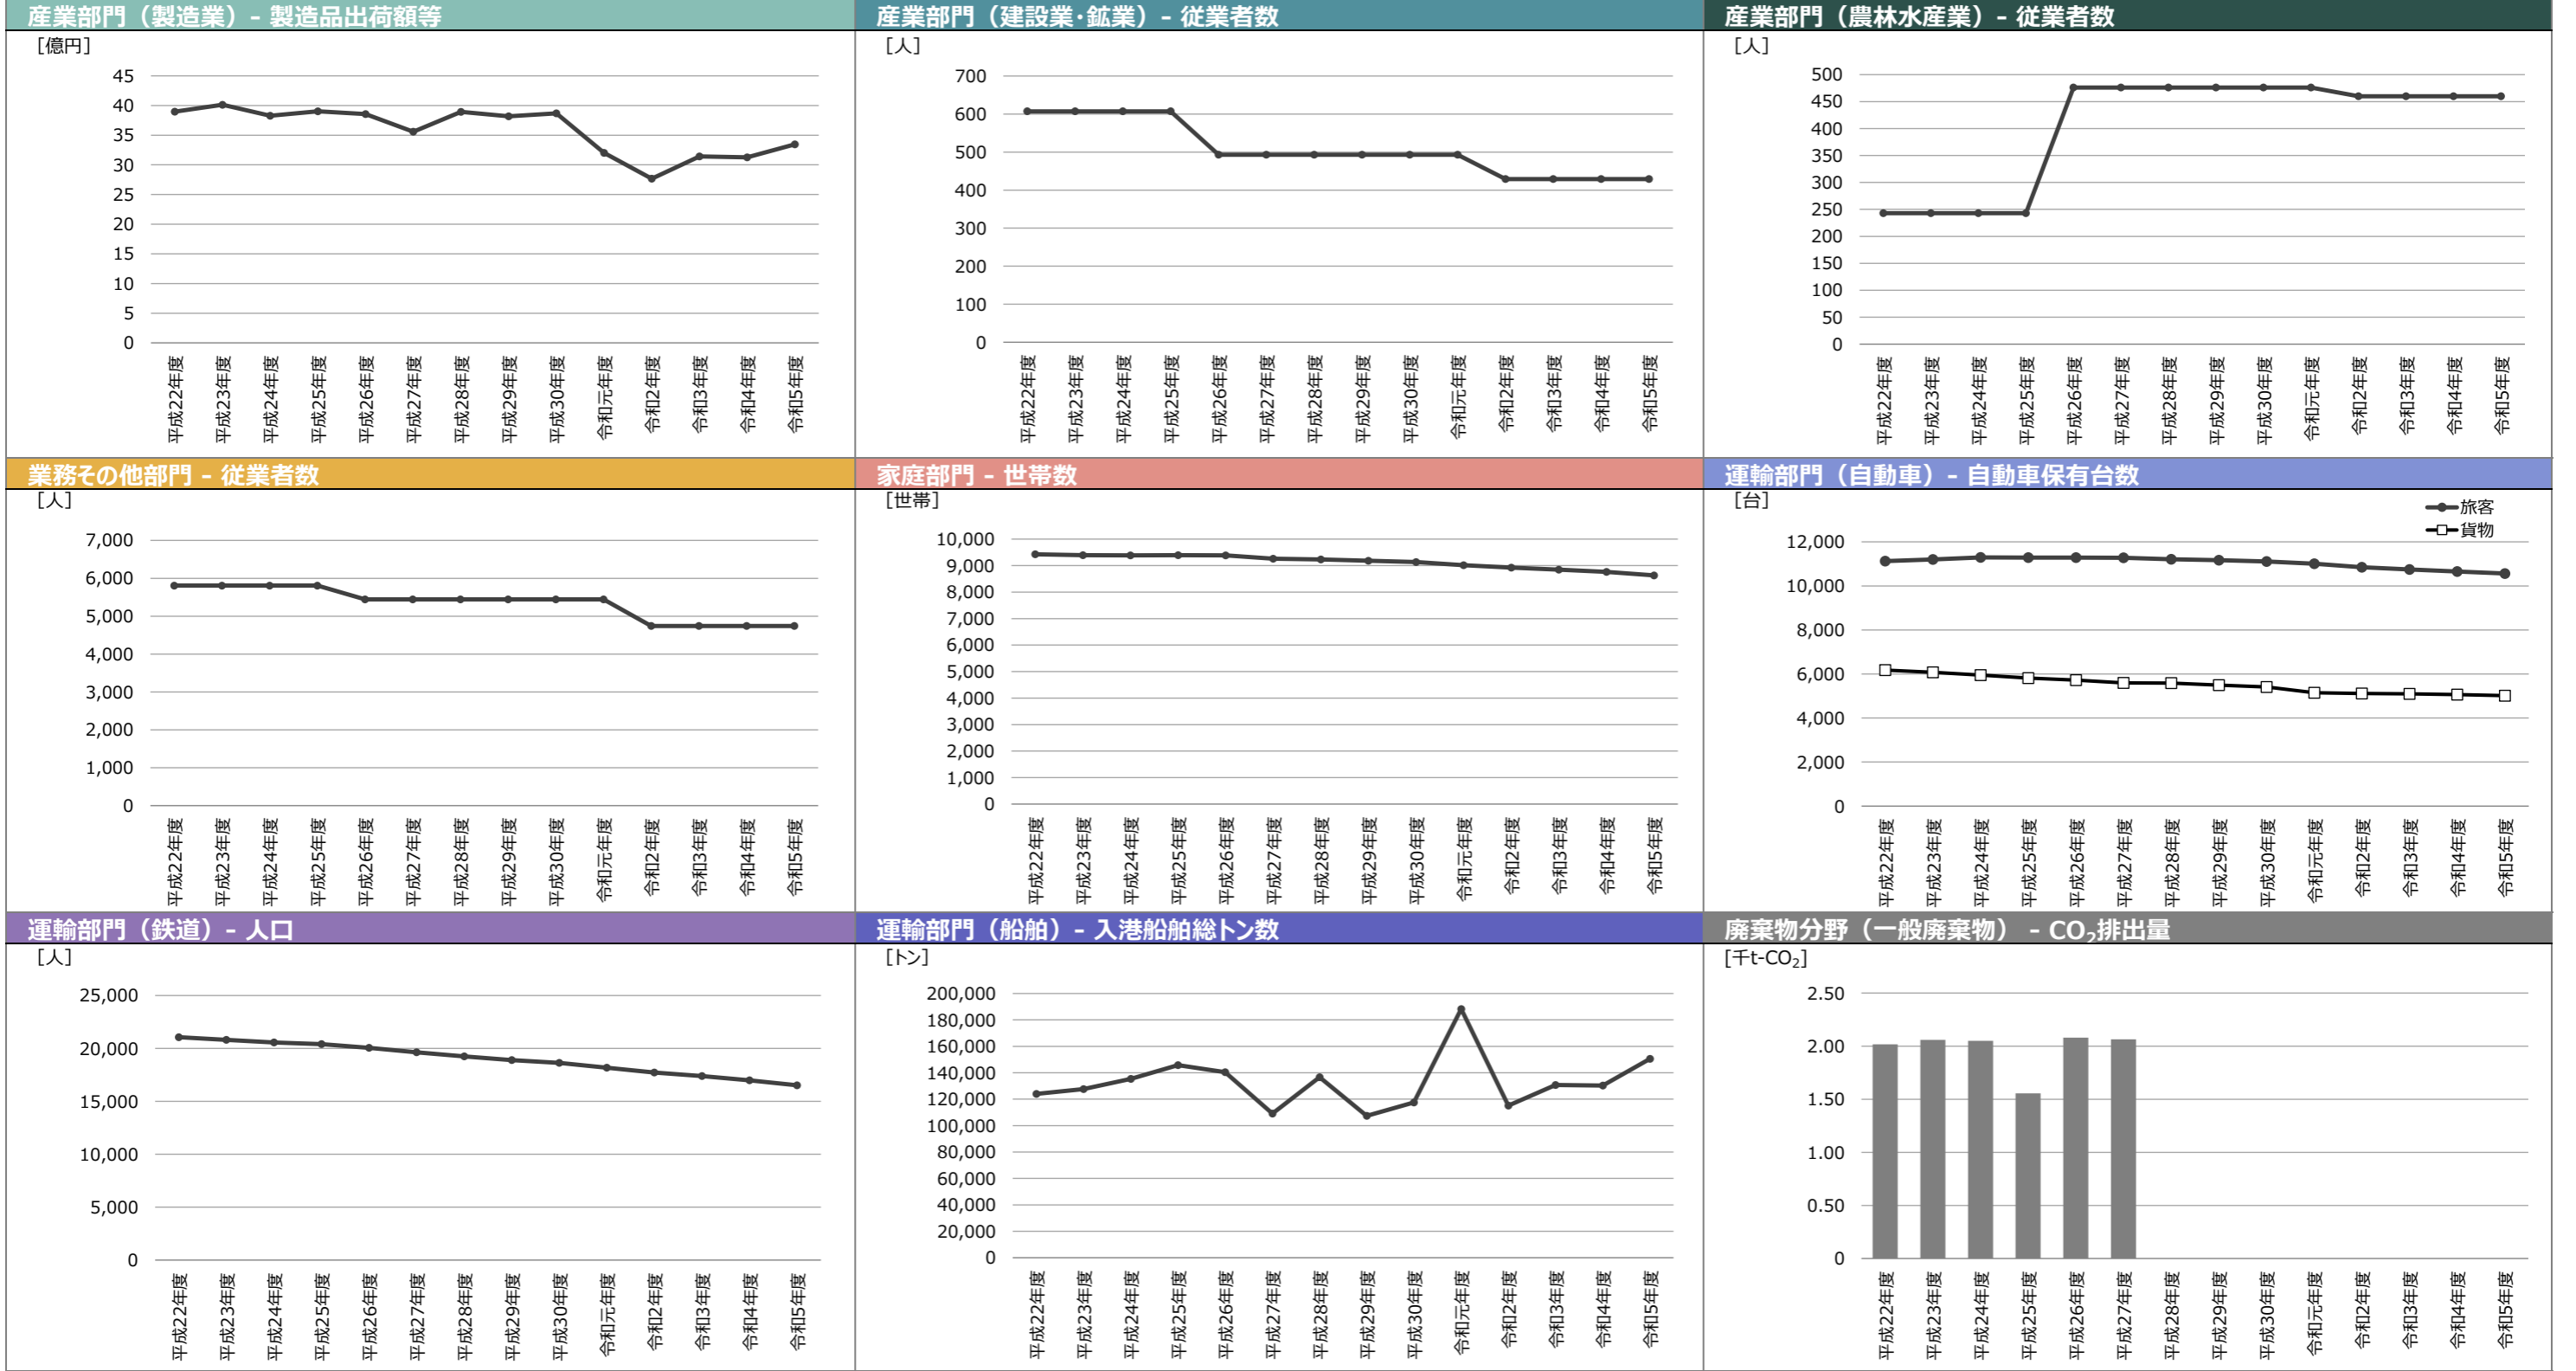 産業部門（製造業）- 製造品出荷額等
[億円]
45
40
35
30
25
20
15
10
5
0
平成22年度
平成23年度
平成24年度
平成25年度
平成26年度
平成27年度
平成28年度
平成29年度
平成30年度
令和元年度
令和2年度
令和3年度
令和4年度
令和5年度
産業部門（建設業・鉱業）- 従業者数
[人]
700
600
500
400
300
200
100
0
平成22年度
平成23年度
平成24年度
平成25年度
平成26年度
平成27年度
平成28年度
平成29年度
平成30年度
令和元年度
令和2年度
令和3年度
令和4年度
令和5年度
産業部門（農林水産業）- 従業者数
[人]
500
450
400
350
300
250
200
150
100
50
0
平成22年度
平成23年度
平成24年度
平成25年度
平成26年度
平成27年度
平成28年度
平成29年度
平成30年度
令和元年度
令和2年度
令和3年度
令和4年度
令和5年度
業務その他部門 - 従業者数
[人]
7,000
6,000
5,000
4,000
3,000
2,000
1,000
0
平成22年度
平成23年度
平成24年度
平成25年度
平成26年度
平成27年度
平成28年度
平成29年度
平成30年度
令和元年度
令和2年度
令和3年度
令和4年度
令和5年度
家庭部門 - 世帯数
[世帯]
10,000
9,000
8,000
7,000
6,000
5,000
4,000
3,000
2,000
1,000
0
平成22年度
平成23年度
平成24年度
平成25年度
平成26年度
平成27年度
平成28年度
平成29年度
平成30年度
令和元年度
令和2年度
令和3年度
令和4年度
令和5年度
運輸部門（自動車）- 自動車保有台数
[台]
旅客
貨物
12,000
10,000
8,000
6,000
4,000
2,000
0
平成22年度
平成23年度
平成24年度
平成25年度
平成26年度
平成27年度
平成28年度
平成29年度
平成30年度
令和元年度
令和2年度
令和3年度
令和4年度
令和5年度
運輸部門（鉄道）- 人口
[人]
25,000
20,000
15,000
10,000
5,000
0
平成22年度
平成23年度
平成24年度
平成25年度
平成26年度
平成27年度
平成28年度
平成29年度
平成30年度
令和元年度
令和2年度
令和3年度
令和4年度
令和5年度
運輸部門（船舶）- 入港船舶総トン数
[トン]
200,000
180,000
160,000
140,000
120,000
100,000
80,000
60,000
40,000
20,000
0
平成22年度
平成23年度
平成24年度
平成25年度
平成26年度
平成27年度
平成28年度
平成29年度
平成30年度
令和元年度
令和2年度
令和3年度
令和4年度
令和5年度
廃棄物分野（一般廃棄物） - CO₂排出量
[千t-CO₂]
2.50
2.00
1.50
1.00
0.50
0
平成22年度
平成23年度
平成24年度
平成25年度
平成26年度
平成27年度
平成28年度
平成29年度
平成30年度
令和元年度
令和2年度
令和3年度
令和4年度
令和5年度